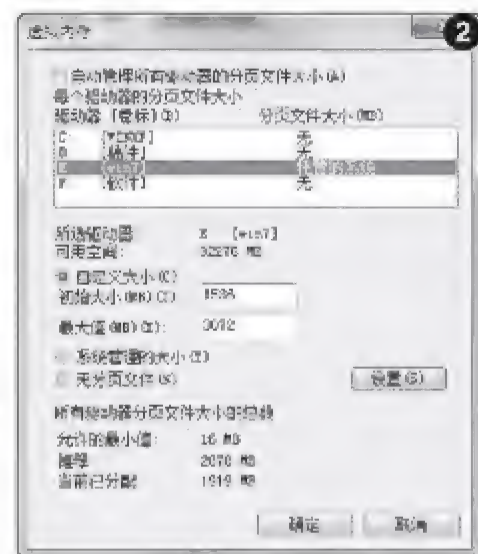 虚拟内存
2
自动管理所有驱动器的分页文件大小(A)
每个驱动器的分页文件大小
驱动器 [卷标](D) 分页文件大小(MB)
C: 无
无
E: [win7] 托管的系统
F: [软件] 无
所选驱动器: E: [win7]
可用空间: 32276 MB
自定义大小(C)
初始大小(MB)(I): 1536
最大值(MB)(X): 3072
系统管理的大小(Y)
无分页文件(N)
设置(S)
所有驱动器分页文件大小的总数
允许的最小值: 16 MB
推荐: 2878 MB
当前已分配: 1919 MB
确定 取消